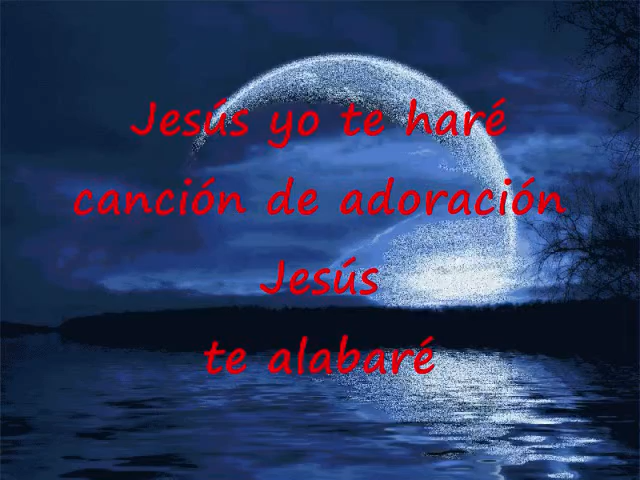 Jesús yo te haré
canción de adoración
Jesús
te alabaré